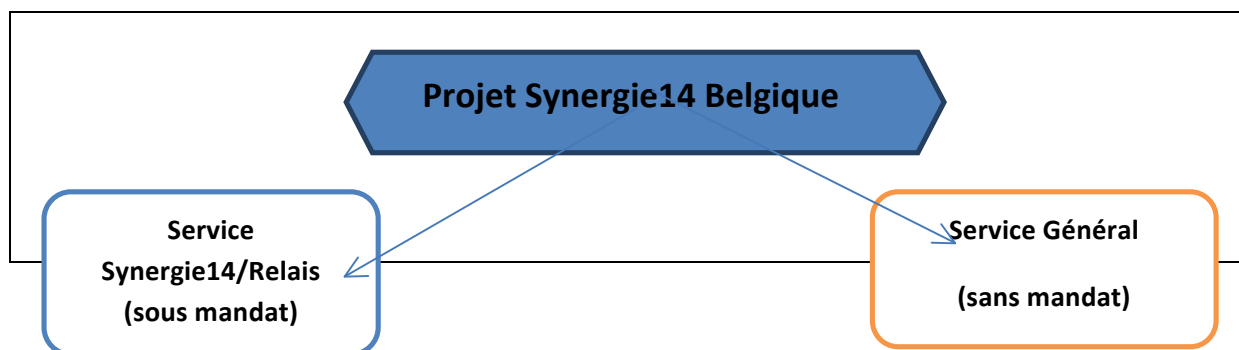 Projet Synergie14 Belgique
Service
Synergie14/Relais
(sous mandat)
Service Général
(sans mandat)